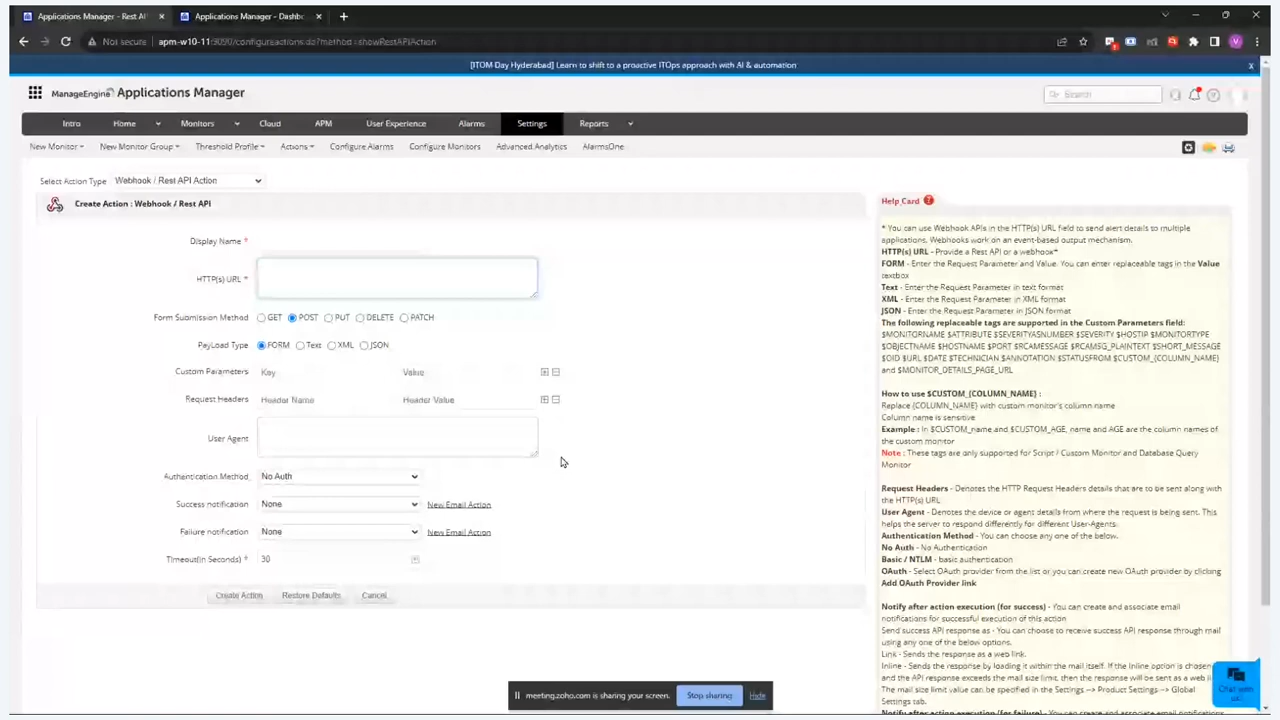 Applications Manager - Rest AI
Applications Manager - Dashbo
Not secure
apm-w10-11:9090/configureactions.do?method=showRestAPIAction
[ITOM Day Hyderabad] Learn to shift to a proactive ITOps approach with AI & automation
x
ManageEngine Applications Manager
Search
Intro Home Monitors Cloud APM User Experience Alarms Settings Reports
New Monitor New Monitor Group Threshold Profile Actions Configure Alarms Configure Monitors Advanced Analytics AlarmsOne
Select Action Type Webhook / Rest API Action
Create Action : Webhook / Rest API
Display Name *
HTTP(s) URL *
Form Submission Method GET POST PUT DELETE PATCH
PayLoad Type FORM Text XML JSON
Custom Parameters Key Value
Request Headers Header Name Header Value
User Agent
Authentication Method No Auth
Success notification None New Email Action
Failure notification None New Email Action
Timeout(in Seconds) * 30
Create Action Restore Defaults Cancel
Help Card ?
* You can use Webhook APIs in the HTTP(s) URL field to send alert details to multiple
applications. Webhooks work on an event-based output mechanism.
HTTP(s) URL - Provide a Rest API or a webhook*
FORM - Enter the Request Parameter and Value. You can enter replaceable tags in the Value
textbox
Text - Enter the Request Parameter in text format
XML - Enter the Request Parameter in XML format
JSON - Enter the Request Parameter in JSON format
The following replaceable tags are supported in the Custom Parameters field:
$MONITORNAME $ATTRIBUTE $SEVERITYASNUMBER $SEVERITY $HOSTIP $MONITORTYPE
$OBJECTNAME $HOSTNAME $PORT $RCAMESSAGE $RCAMSG_PLAINTEXT $SHORT_MESSAGE
$OID $URL $DATE $TECHNICIAN $ANNOTATION $STATUSFROM $CUSTOM_{COLUMN_NAME}
and $MONITOR_DETAILS_PAGE_URL
How to use $CUSTOM_{COLUMN_NAME} :
Replace {COLUMN_NAME} with custom monitor's column name
Column name is sensitive
Example : In $CUSTOM_name and $CUSTOM_AGE, name and AGE are the column names of
the custom monitor
Note : These tags are only supported for Script / Custom Monitor and Database Query
Monitor
Request Headers - Denotes the HTTP Request Headers details that are to be sent along with
the HTTP(s) URL
User Agent - Denotes the device or agent details from where the request is being sent. This
helps the server to respond differently for different User-Agents.
Authentication Method - You can choose any one of the below.
No Auth - No Authentication
Basic / NTLM - basic authentication
OAuth - Select OAuth provider from the list or you can create new OAuth provider by clicking
Add OAuth Provider link
Notify after action execution (for success) - You can create and associate email
notifications for successful execution of this action
Send success API response as - You can choose to receive success API response through mail
using any one of the below options.
Link - Sends the response as a web link.
Inline - Sends the response by loading it within the mail itself. If the Inline option is chosen
and the API response exceeds the mail size limit, then the response will be sent as a web li
The mail size limit value can be specified in the Settings --> Product Settings --> Global
Settings tab.
Notify after action execution (for failure) - You can create and associate email
Chat with
us..
meeting.zoho.com is sharing your screen.
Stop sharing
Hide